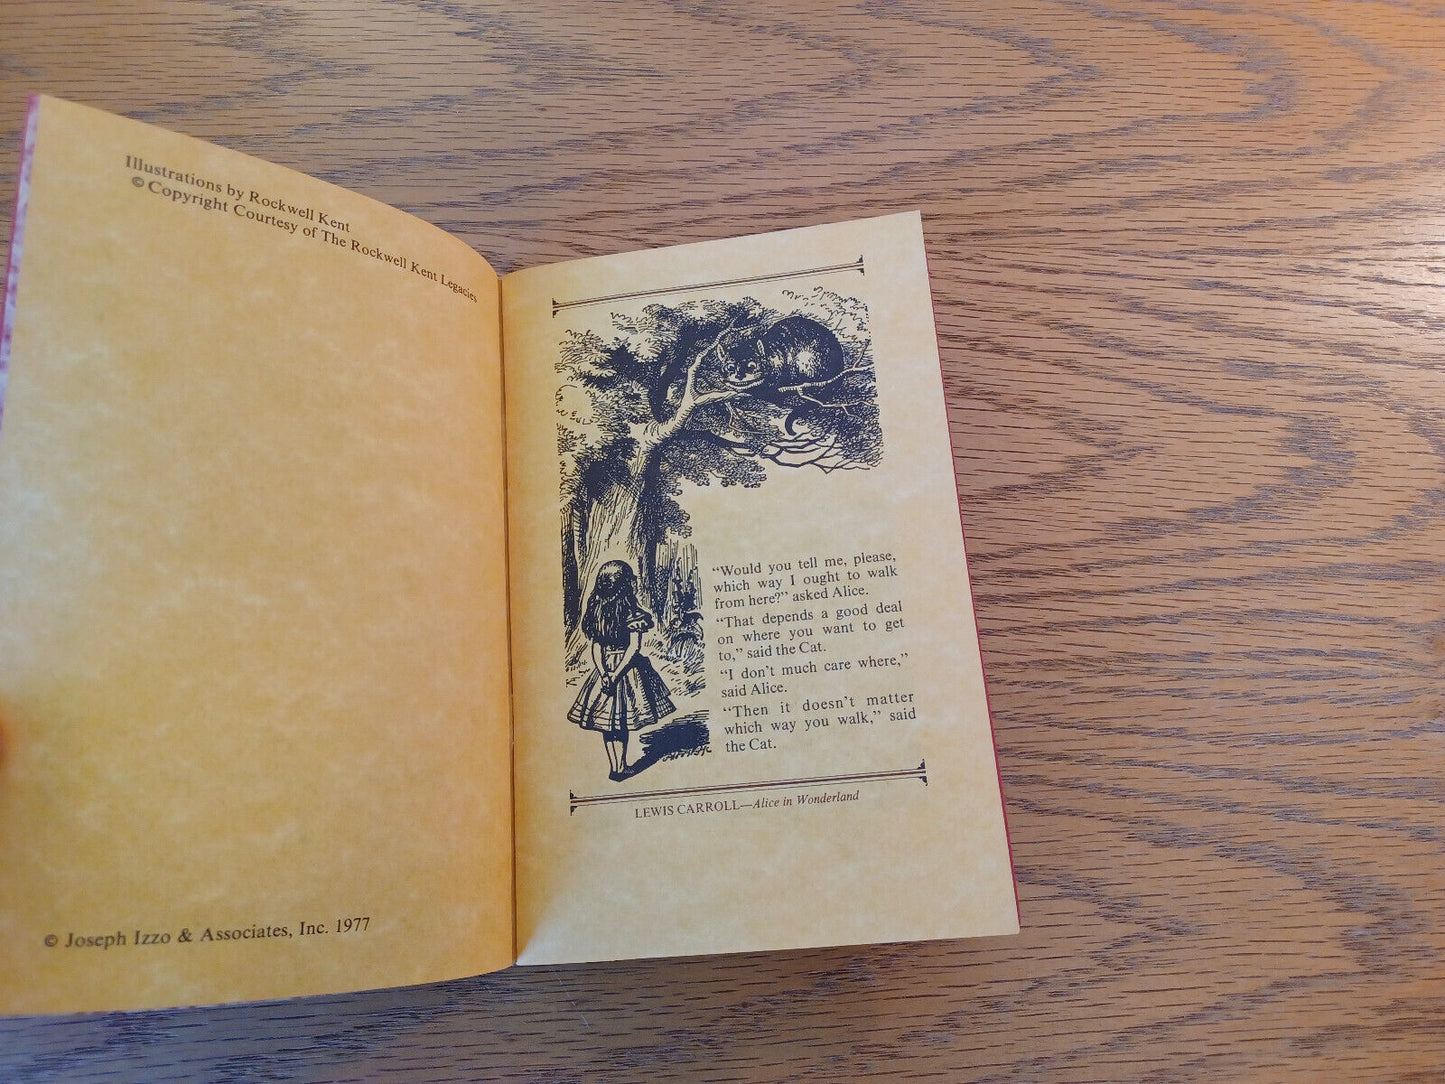 Illustrations by Rockwell Kent
© Copyright Courtesy of The Rockwell Kent Legacies
© Joseph Izzo & Associates, Inc. 1977
“Would you tell me, please,
which way I ought to walk
from here?” asked Alice.
“That depends a good deal
on where you want to get
to,” said the Cat.
“I don’t much care where,”
said Alice.
“Then it doesn’t matter
which way you walk,” said
the Cat.
LEWIS CARROLL—Alice in Wonderland